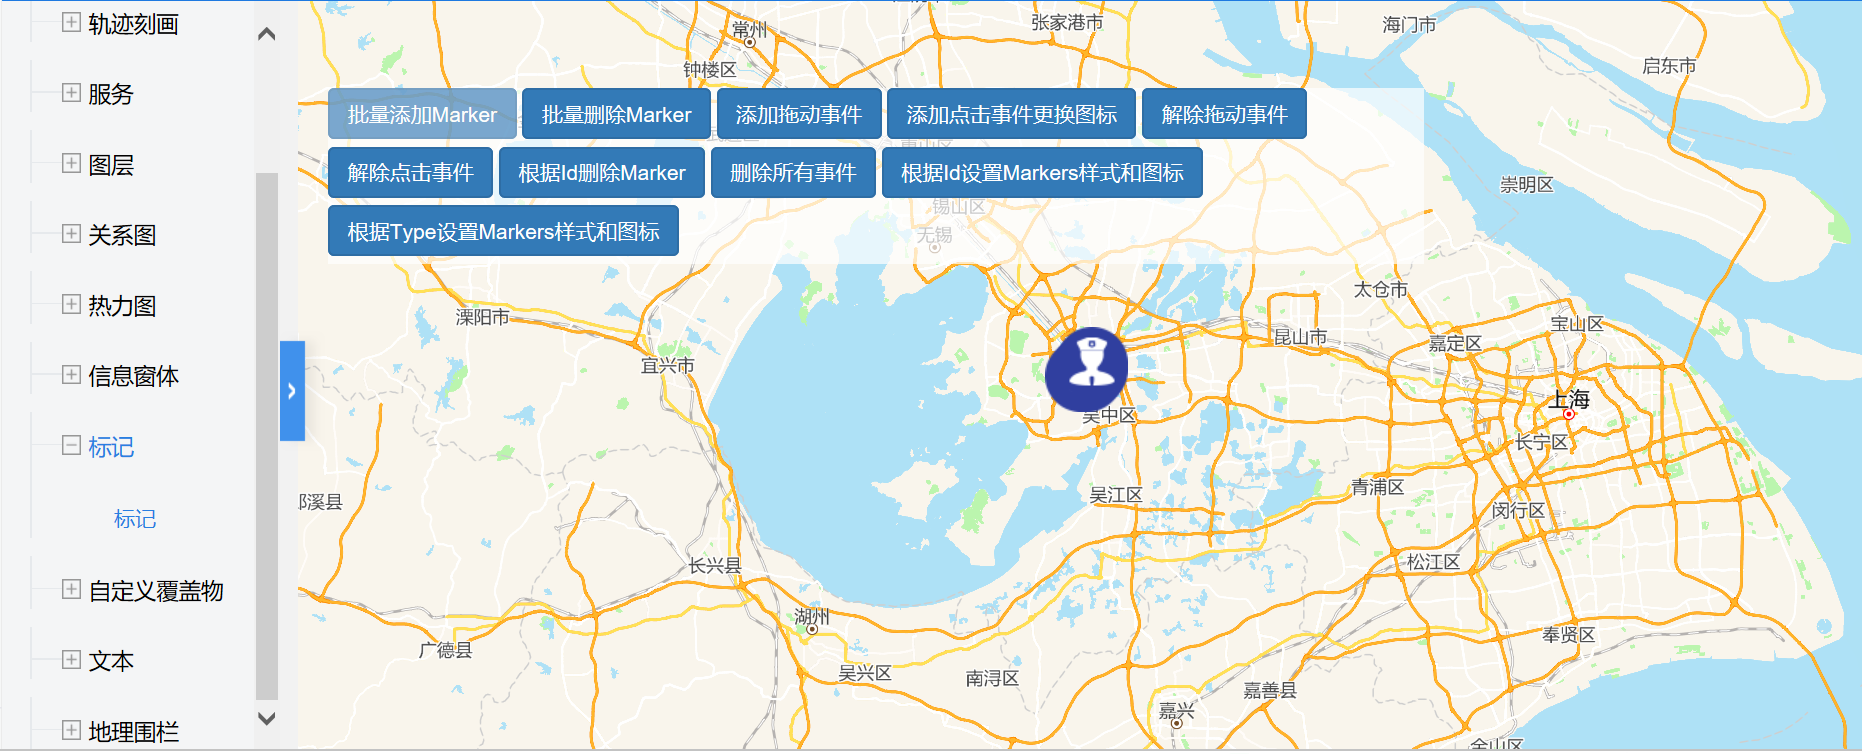 轨迹刻画
服务
图层
关系图
热力图
信息窗体
标记
标记
自定义覆盖物
文本
地理围栏
批量添加Marker 批量删除Marker 添加拖动事件 添加点击事件更换图标 解除拖动事件
解除点击事件 根据Id删除Marker 删除所有事件 根据Id设置Markers样式和图标
根据Type设置Markers样式和图标
张家港市
海门市
常州
启东市
钟楼区
崇明区
锡山区
无锡
太仓市
溧阳市
宝山区
昆山市
嘉定区
宜兴市
上海
吴中区
长宁区
青浦区
吴江区
溪县
闵行区
松江区
长兴县
湖州
奉贤区
广德县
吴兴区
南浔区
嘉善县
嘉兴
金山区